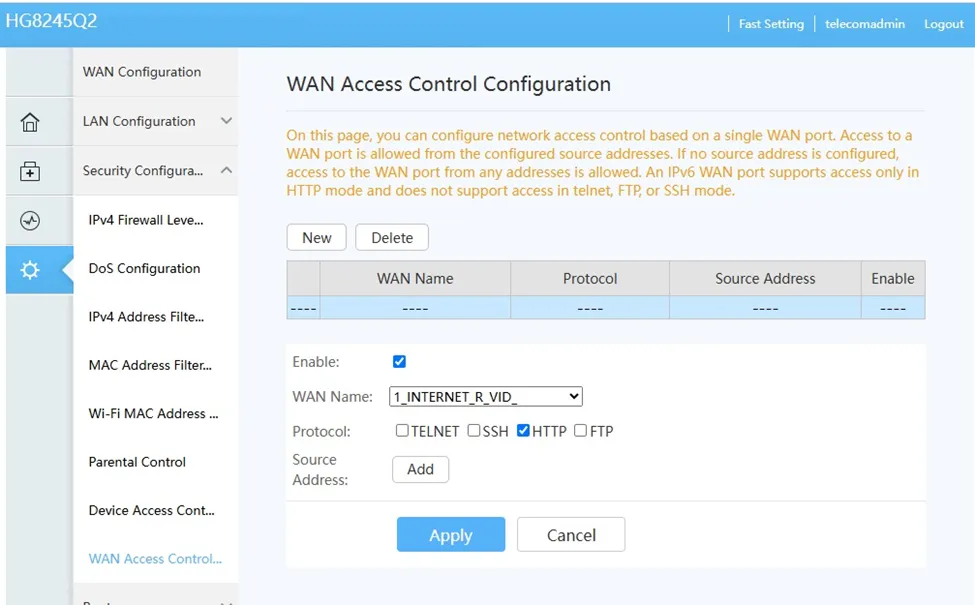 HG8245Q2
Fast Setting
telecomadmin
Logout
WAN Configuration
LAN Configuration
Security Configura...
IPv4 Firewall Leve...
DoS Configuration
IPv4 Address Filte...
MAC Address Filter...
Wi-Fi MAC Address ...
Parental Control
Device Access Cont...
WAN Access Control...
WAN Access Control Configuration
On this page, you can configure network access control based on a single WAN port. Access to a
WAN port is allowed from the configured source addresses. If no source address is configured,
access to the WAN port from any addresses is allowed. An IPv6 WAN port supports access only in
HTTP mode and does not support access in telnet, FTP, or SSH mode.
New Delete
WAN Name Protocol Source Address Enable
---- ---- ---- ---- ----
Enable:
WAN Name: 1_INTERNET_R_VID_
Protocol: TELNET SSH HTTP FTP
Source
Address:
Add
Apply Cancel